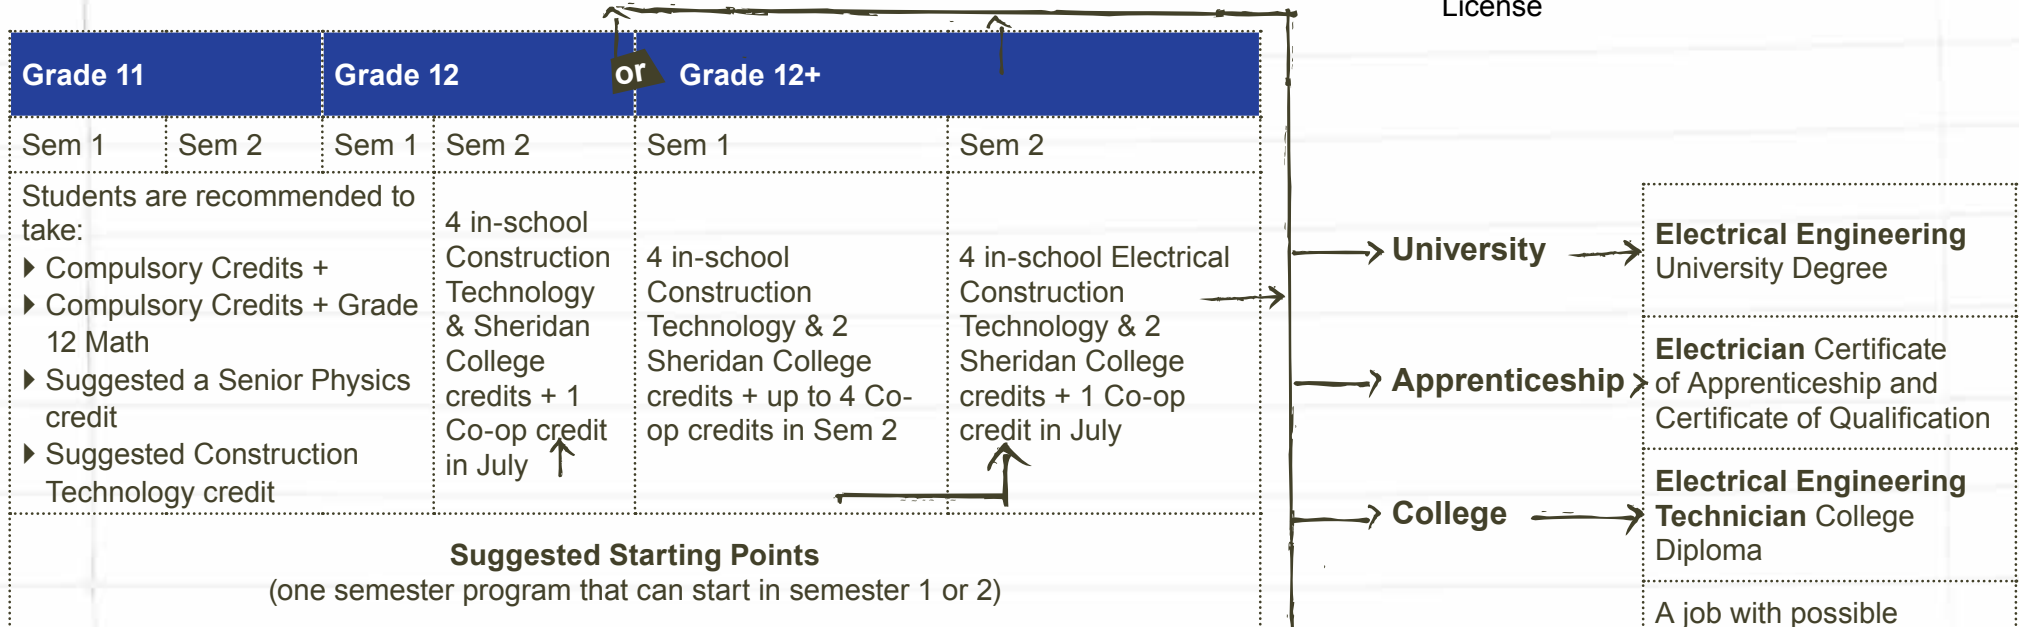 License
Grade 11
Grade 12
or
Grade 12+
Sem 1
Sem 2
Sem 1
Sem 2
Sem 1
Sem 2
Students are recommended to
take:
Compulsory Credits +
Compulsory Credits + Grade
12 Math
Suggested a Senior Physics
credit
Suggested Construction
Technology credit
4 in-school
Construction
Technology
& Sheridan
College
credits + 1
Co-op credit
in July
4 in-school
Construction
Technology & 2
Sheridan College
credits + up to 4 Co-
op credits in Sem 2
4 in-school Electrical
Construction
Technology & 2
Sheridan College
credits + 1 Co-op
credit in July
Suggested Starting Points
(one semester program that can start in semester 1 or 2)
University
Electrical Engineering
University Degree
Apprenticeship
Electrician Certificate
of Apprenticeship and
Certificate of Qualification
College
Electrical Engineering
Technician College
Diploma
A job with possible